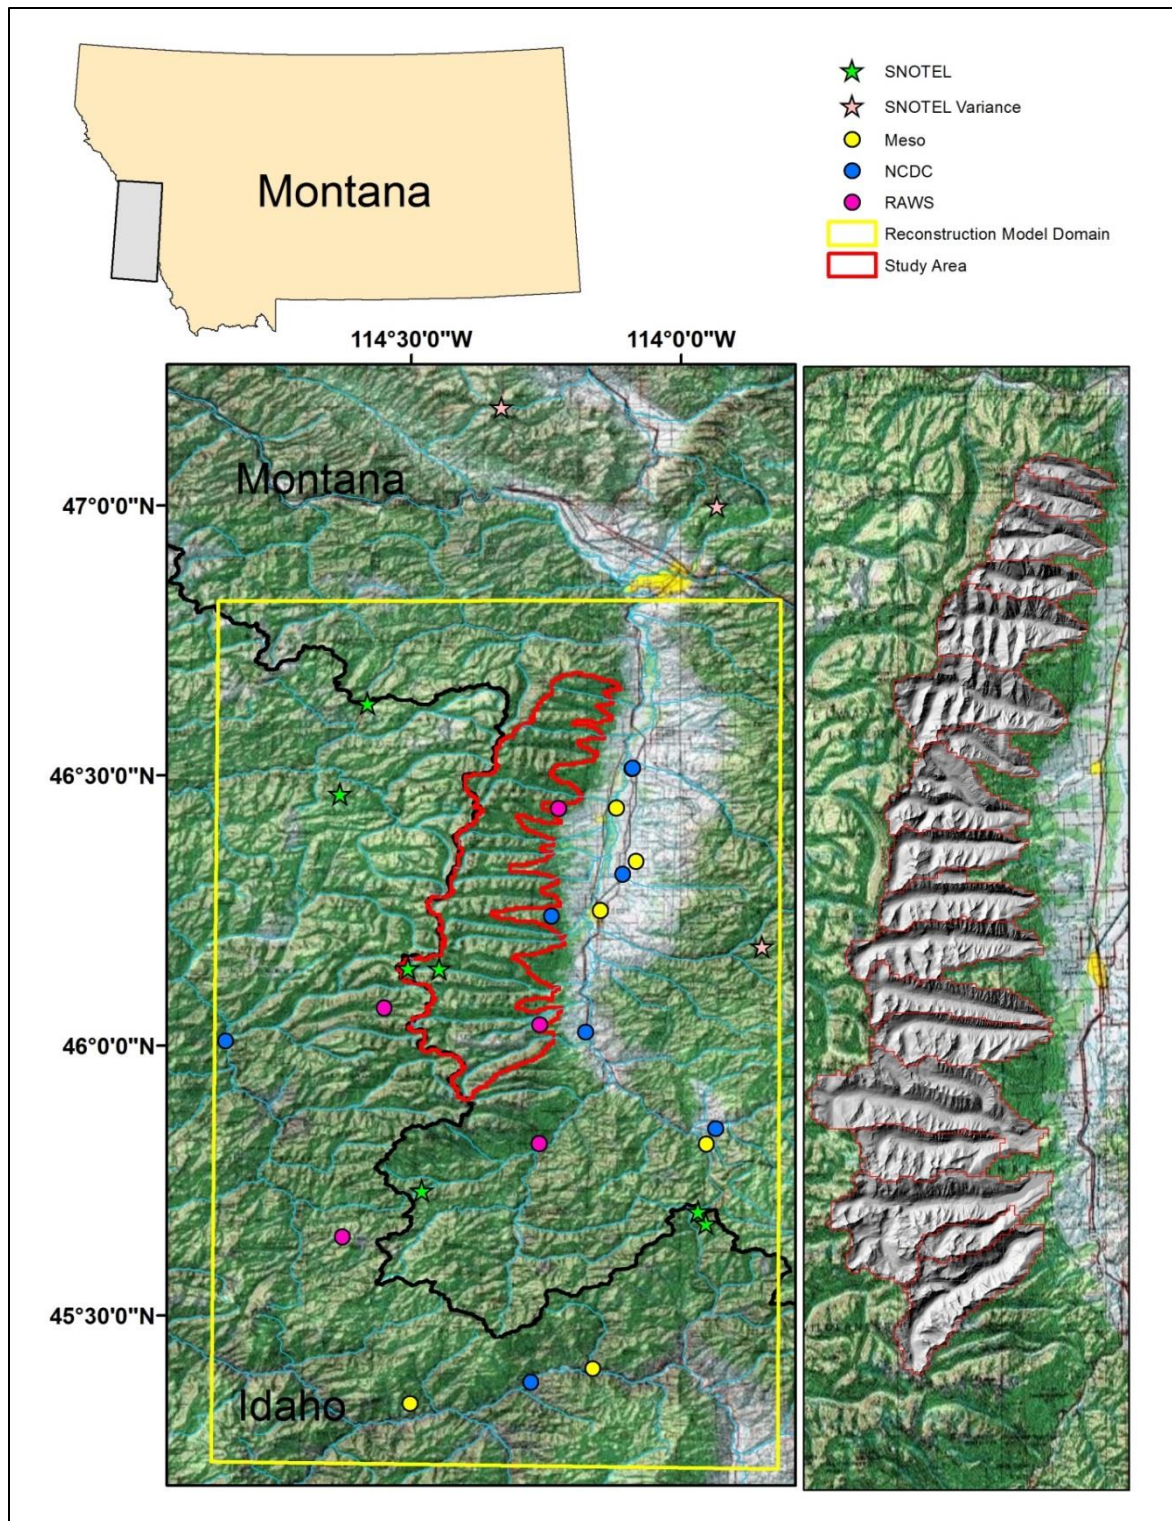 Montana
SNOTEL
SNOTEL Variance
Meso
NCDC
RAWS
Reconstruction Model Domain
Study Area
114°30'0"W
114°0'0"W
Montana
47°0'0"N
46°30'0"N
46°0'0"N
45°30'0"N
Idaho